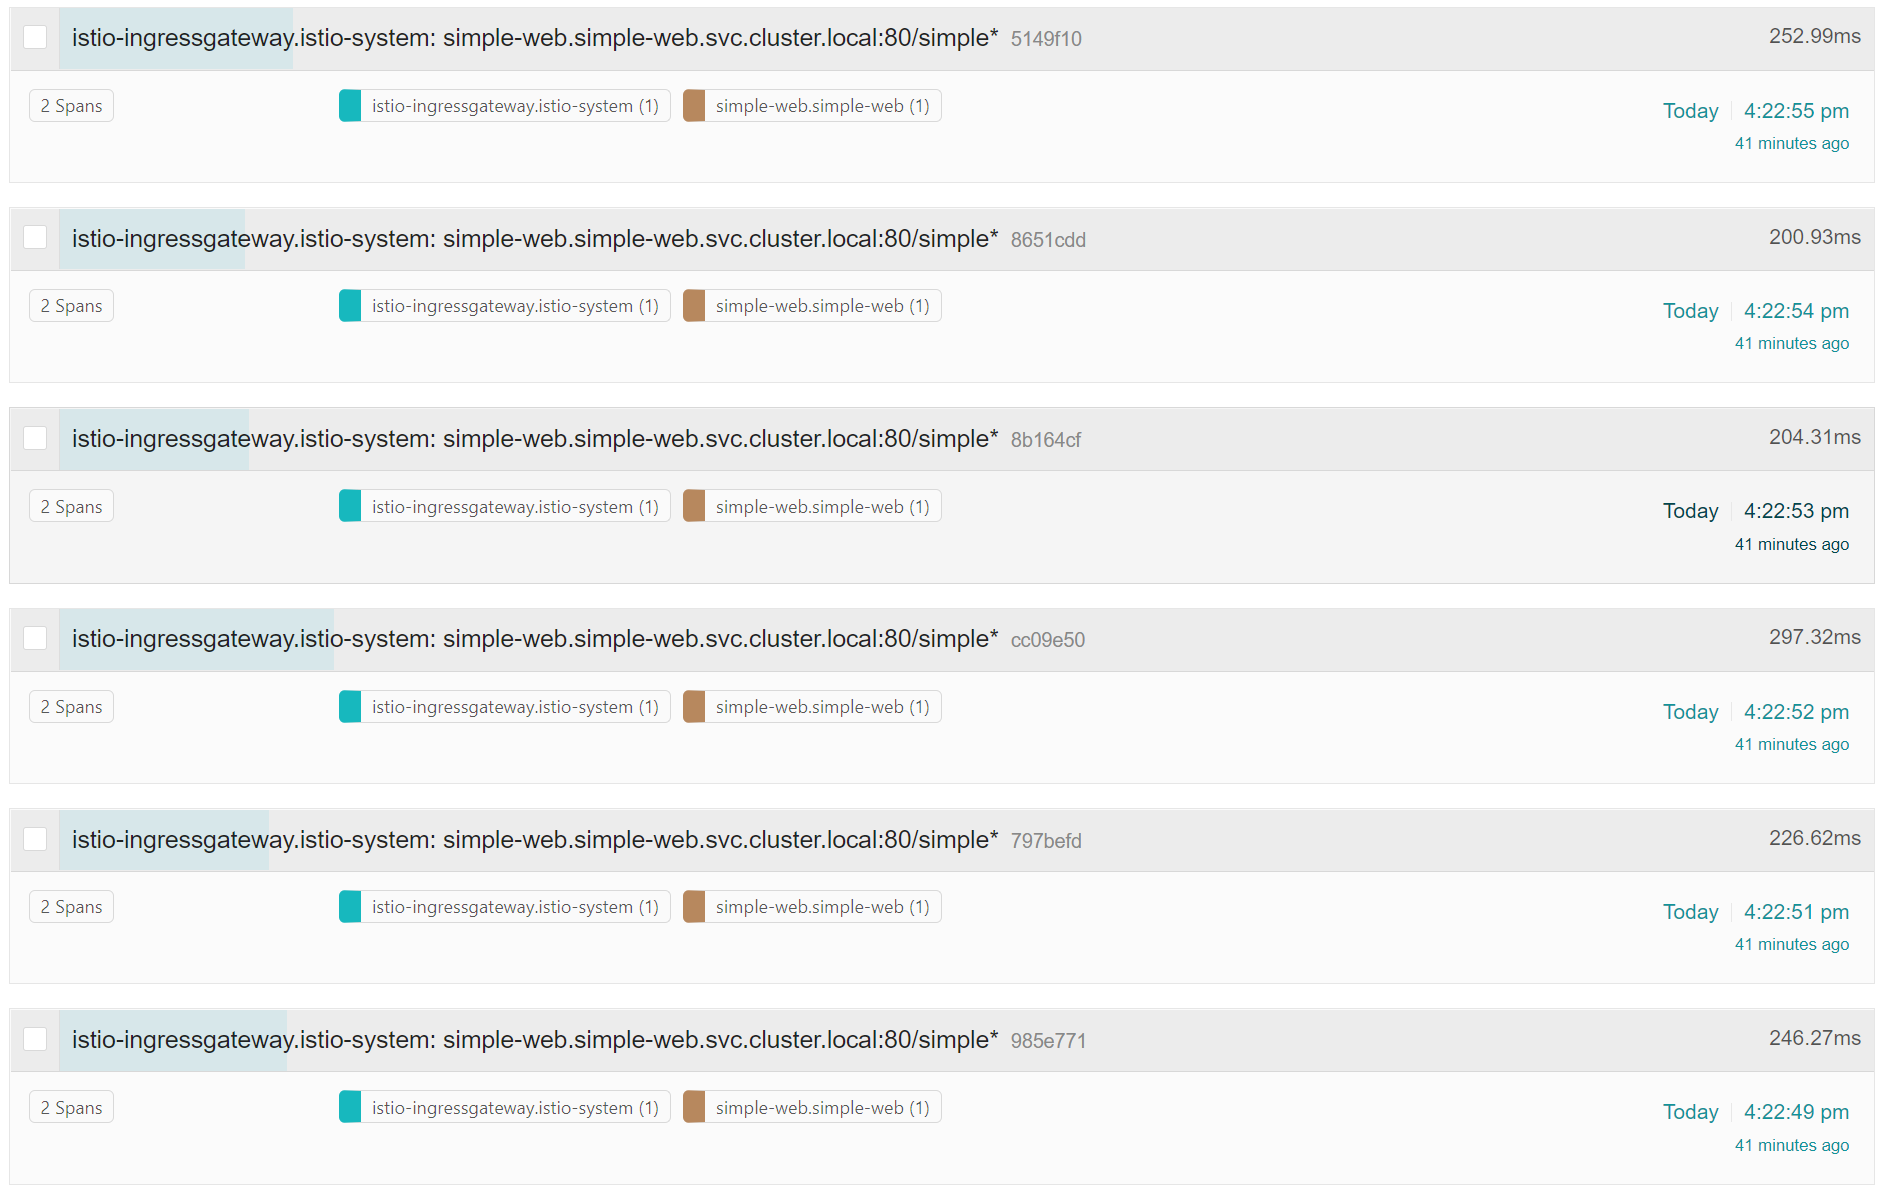 istio-ingressgateway.istio-system: simple-web.simple-web.svc.cluster.local:80/simple* 5149f10 252.99ms
2 Spans istio-ingressgateway.istio-system (1) simple-web.simple-web (1) Today 4:22:55 pm
41 minutes ago
istio-ingressgateway.istio-system: simple-web.simple-web.svc.cluster.local:80/simple* 8651cdd 200.93ms
2 Spans istio-ingressgateway.istio-system (1) simple-web.simple-web (1) Today 4:22:54 pm
41 minutes ago
istio-ingressgateway.istio-system: simple-web.simple-web.svc.cluster.local:80/simple* 8b164cf 204.31ms
2 Spans istio-ingressgateway.istio-system (1) simple-web.simple-web (1) Today 4:22:53 pm
41 minutes ago
istio-ingressgateway.istio-system: simple-web.simple-web.svc.cluster.local:80/simple* cc09e50 297.32ms
2 Spans istio-ingressgateway.istio-system (1) simple-web.simple-web (1) Today 4:22:52 pm
41 minutes ago
istio-ingressgateway.istio-system: simple-web.simple-web.svc.cluster.local:80/simple* 797befd 226.62ms
2 Spans istio-ingressgateway.istio-system (1) simple-web.simple-web (1) Today 4:22:51 pm
41 minutes ago
istio-ingressgateway.istio-system: simple-web.simple-web.svc.cluster.local:80/simple* 985e771 246.27ms
2 Spans istio-ingressgateway.istio-system (1) simple-web.simple-web (1) Today 4:22:49 pm
41 minutes ago